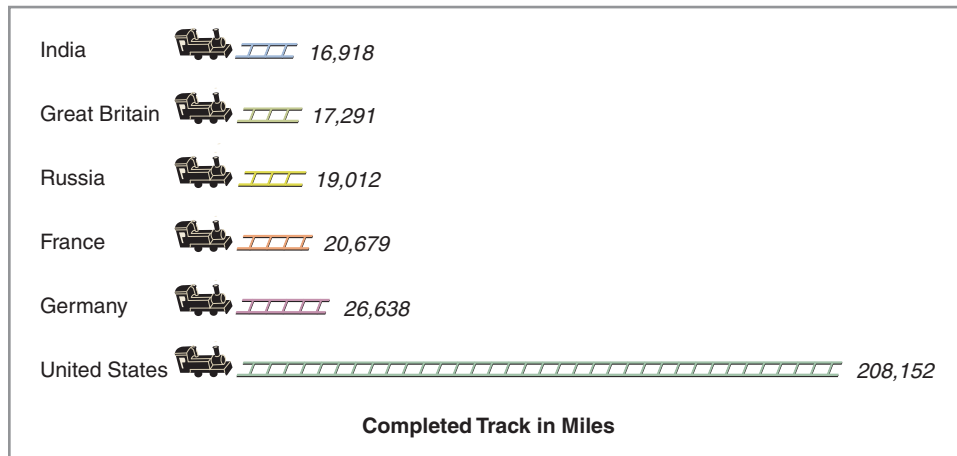 India 16,918
Great Britain 17,291
Russia 19,012
France 20,679
Germany 26,638
United States 208,152
Completed Track in Miles